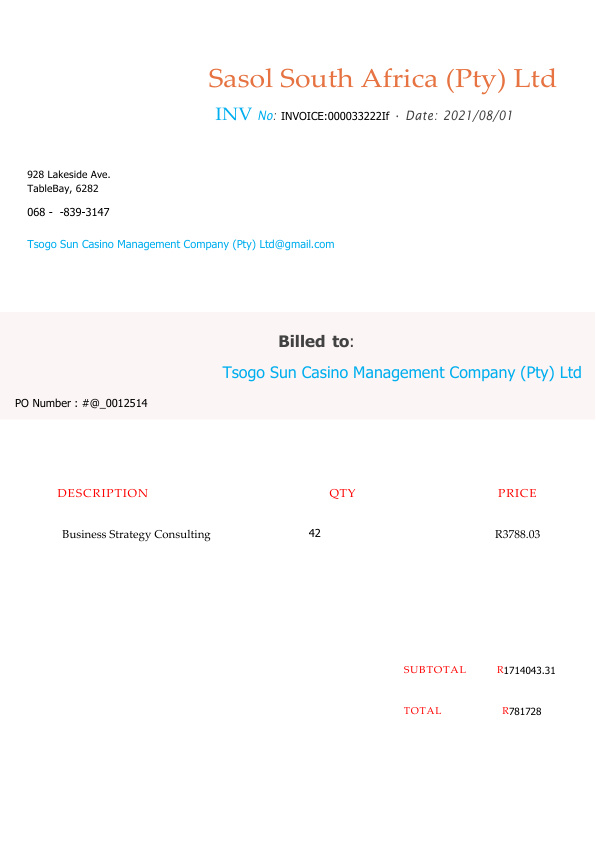 Sasol South Africa (Pty) Ltd
INV No: INVOICE:000033222If · Date: 2021/08/01
928 Lakeside Ave.
TableBay, 6282
068 -  -839-3147
Tsogo Sun Casino Management Company (Pty) Ltd@gmail.com
Billed to:
Tsogo Sun Casino Management Company (Pty) Ltd
PO Number : #@_0012514
DESCRIPTION QTY PRICE
Business Strategy Consulting 42 R3788.03
SUBTOTAL R1714043.31
TOTAL R781728